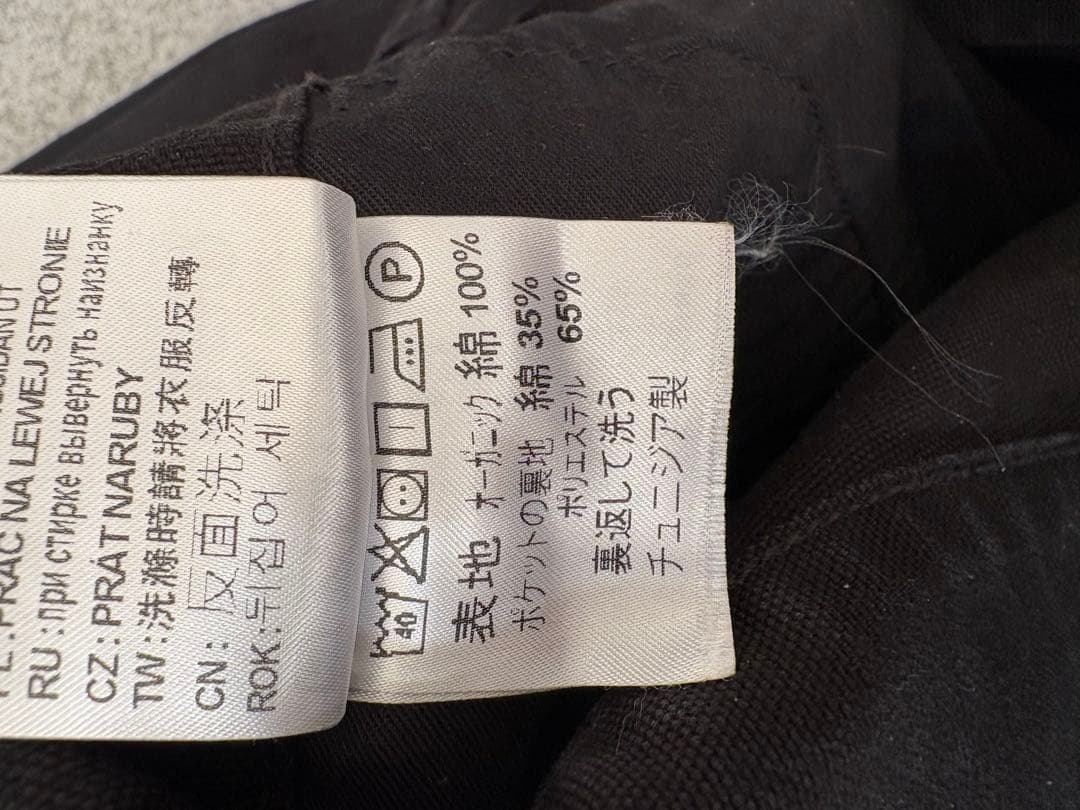 UT
PRAC NA LEWEJ STRONIE
RU : при стирке вывернуть наизнанку
CZ : PRÁT NARUBY
TW : 洗滌時請將衣服反轉
CN : 反面洗涤
ROK : 뒤집어 세탁
40 P
表地 オーガニック 綿 100%
ポケットの裏地 綿 35%
ポリエステル 65%
裏返して洗う
チュニジア製